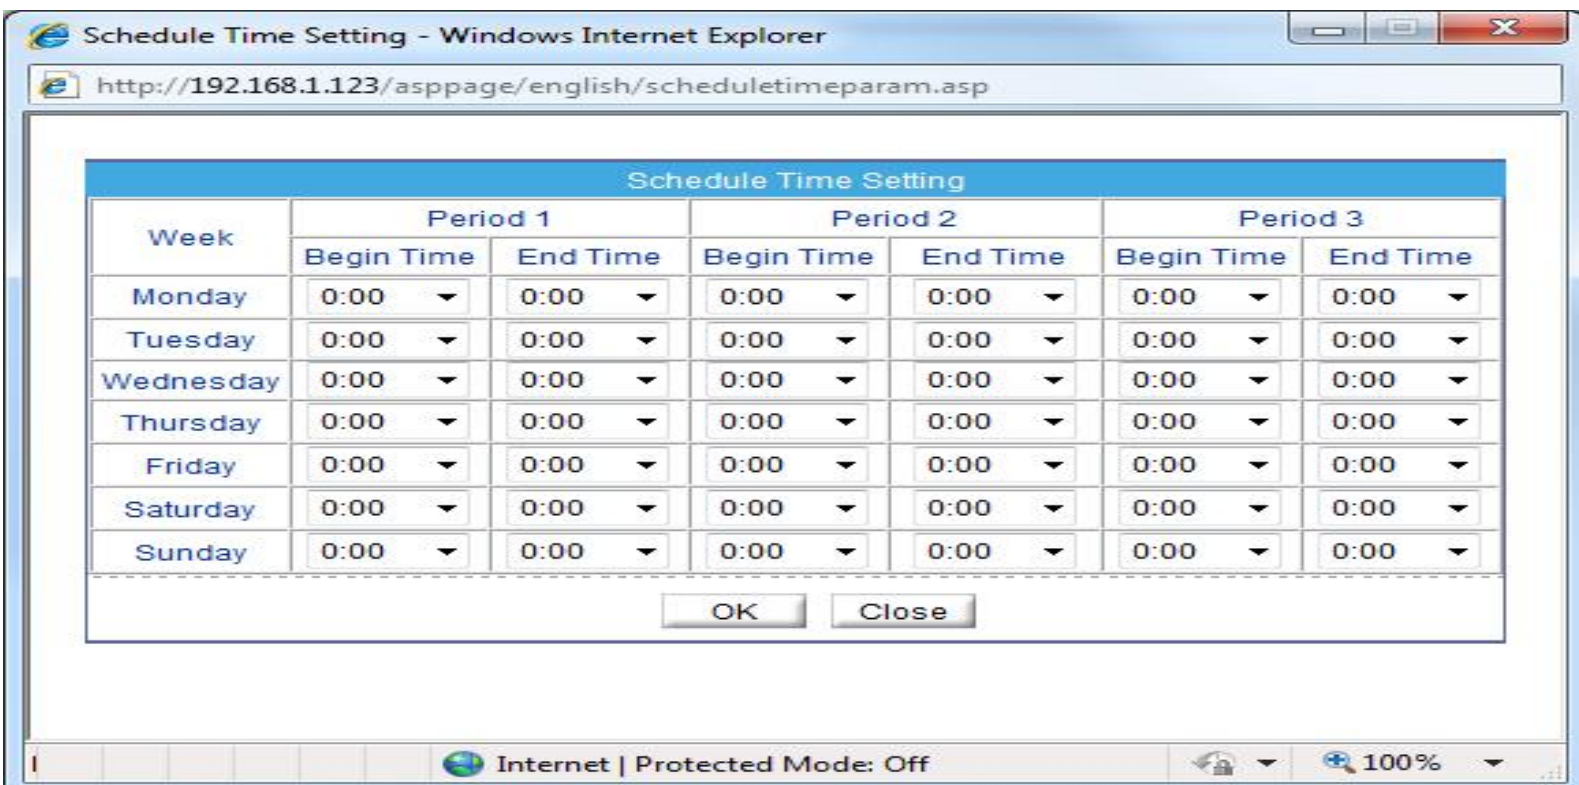 Schedule Time Setting - Windows Internet Explorer
http://192.168.1.123/asppage/english/scheduletimeparam.asp
Schedule Time Setting
Week Period 1 Period 2 Period 3
Begin Time End Time Begin Time End Time Begin Time End Time
Monday 0:00 0:00 0:00 0:00 0:00 0:00
Tuesday 0:00 0:00 0:00 0:00 0:00 0:00
Wednesday 0:00 0:00 0:00 0:00 0:00 0:00
Thursday 0:00 0:00 0:00 0:00 0:00 0:00
Friday 0:00 0:00 0:00 0:00 0:00 0:00
Saturday 0:00 0:00 0:00 0:00 0:00 0:00
Sunday 0:00 0:00 0:00 0:00 0:00 0:00
OK Close
Internet | Protected Mode: Off 100%